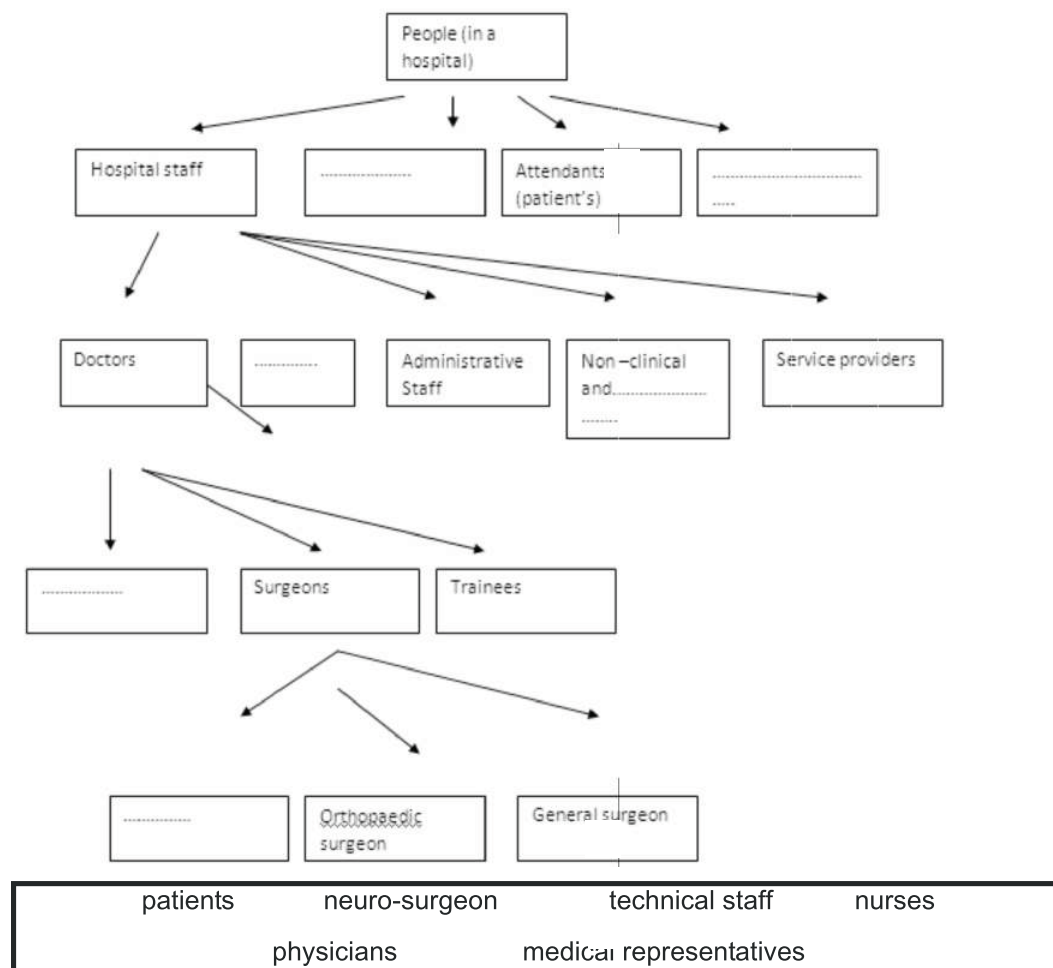 People (in a
hospital)
Hospital staff
....................
Attendants
(patient's)
.................................
.....
Doctors
..............
Administrative
Staff
Non –clinical
and.....................
........
Service providers
..................
Surgeons
Trainees
...............
Orthopaedic
surgeon
General surgeon
patients neuro-surgeon technical staff nurses
physicians medical representatives